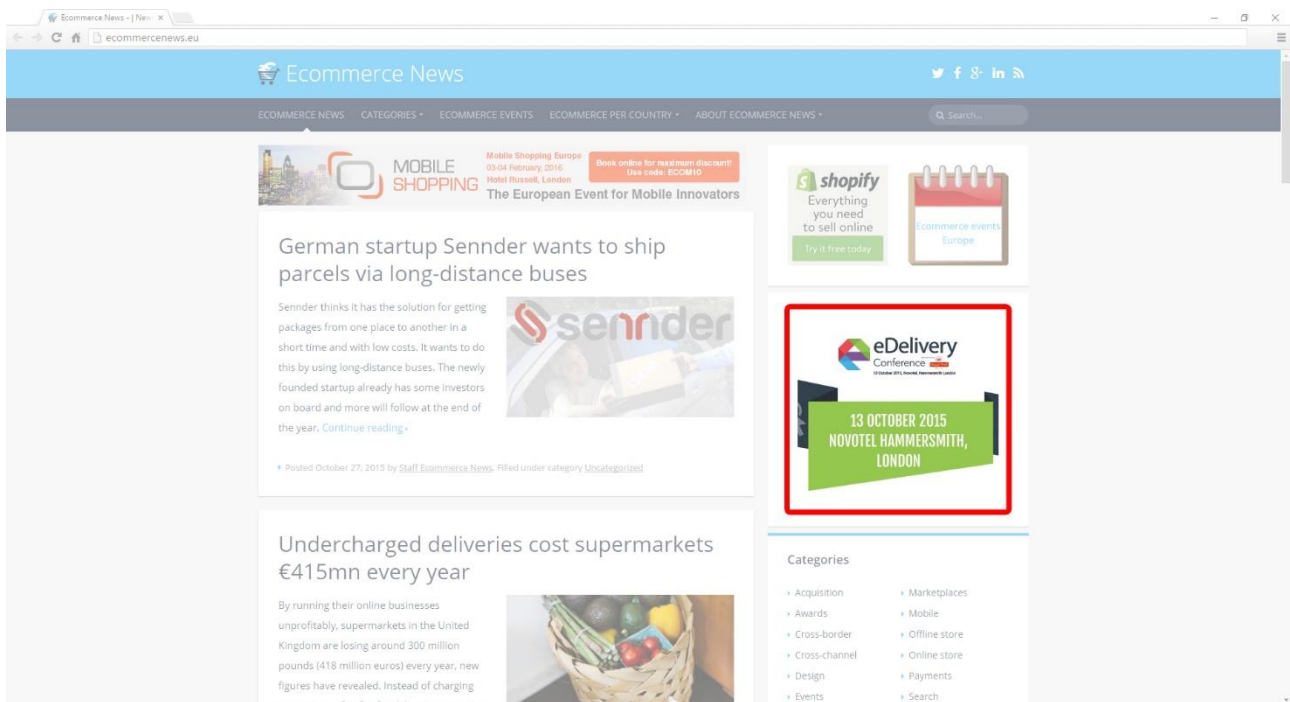 Ecommerce News - | New
ecommercenews.eu
Ecommerce News
ECOMMERCE NEWS CATEGORIES ECOMMERCE EVENTS ECOMMERCE PER COUNTRY ABOUT ECOMMERCE NEWS
Search...
MOBILE
SHOPPING
Mobile Shopping Europe
03-04 February, 2016
Hotel Russell, London
Book online for maximum discount!
Use code: ECOM10
The European Event for Mobile Innovators
German startup Sennder wants to ship
parcels via long-distance buses
Sennder thinks it has the solution for getting
packages from one place to another in a
short time and with low costs. It wants to do
this by using long-distance buses. The newly
founded startup already has some investors
on board and more will follow at the end of
the year. Continue reading›
sennder
Posted October 27, 2015 by Staff Ecommerce News. Filled under category Uncategorized
Undercharged deliveries cost supermarkets
€415mn every year
By running their online businesses
unprofitably, supermarkets in the United
Kingdom are losing around 300 million
pounds (418 million euros) every year, new
figures have revealed. Instead of charging
shopify
Everything
you need
to sell online
Try it free today
Ecommerce events
Europe
eDelivery
Conference
13 October 2015, Novotel, Hammersmith London
13 OCTOBER 2015
NOVOTEL HAMMERSMITH,
LONDON
Categories
Acquisition
Awards
Cross-border
Cross-channel
Design
Events
Marketplaces
Mobile
Offline store
Online store
Payments
Search